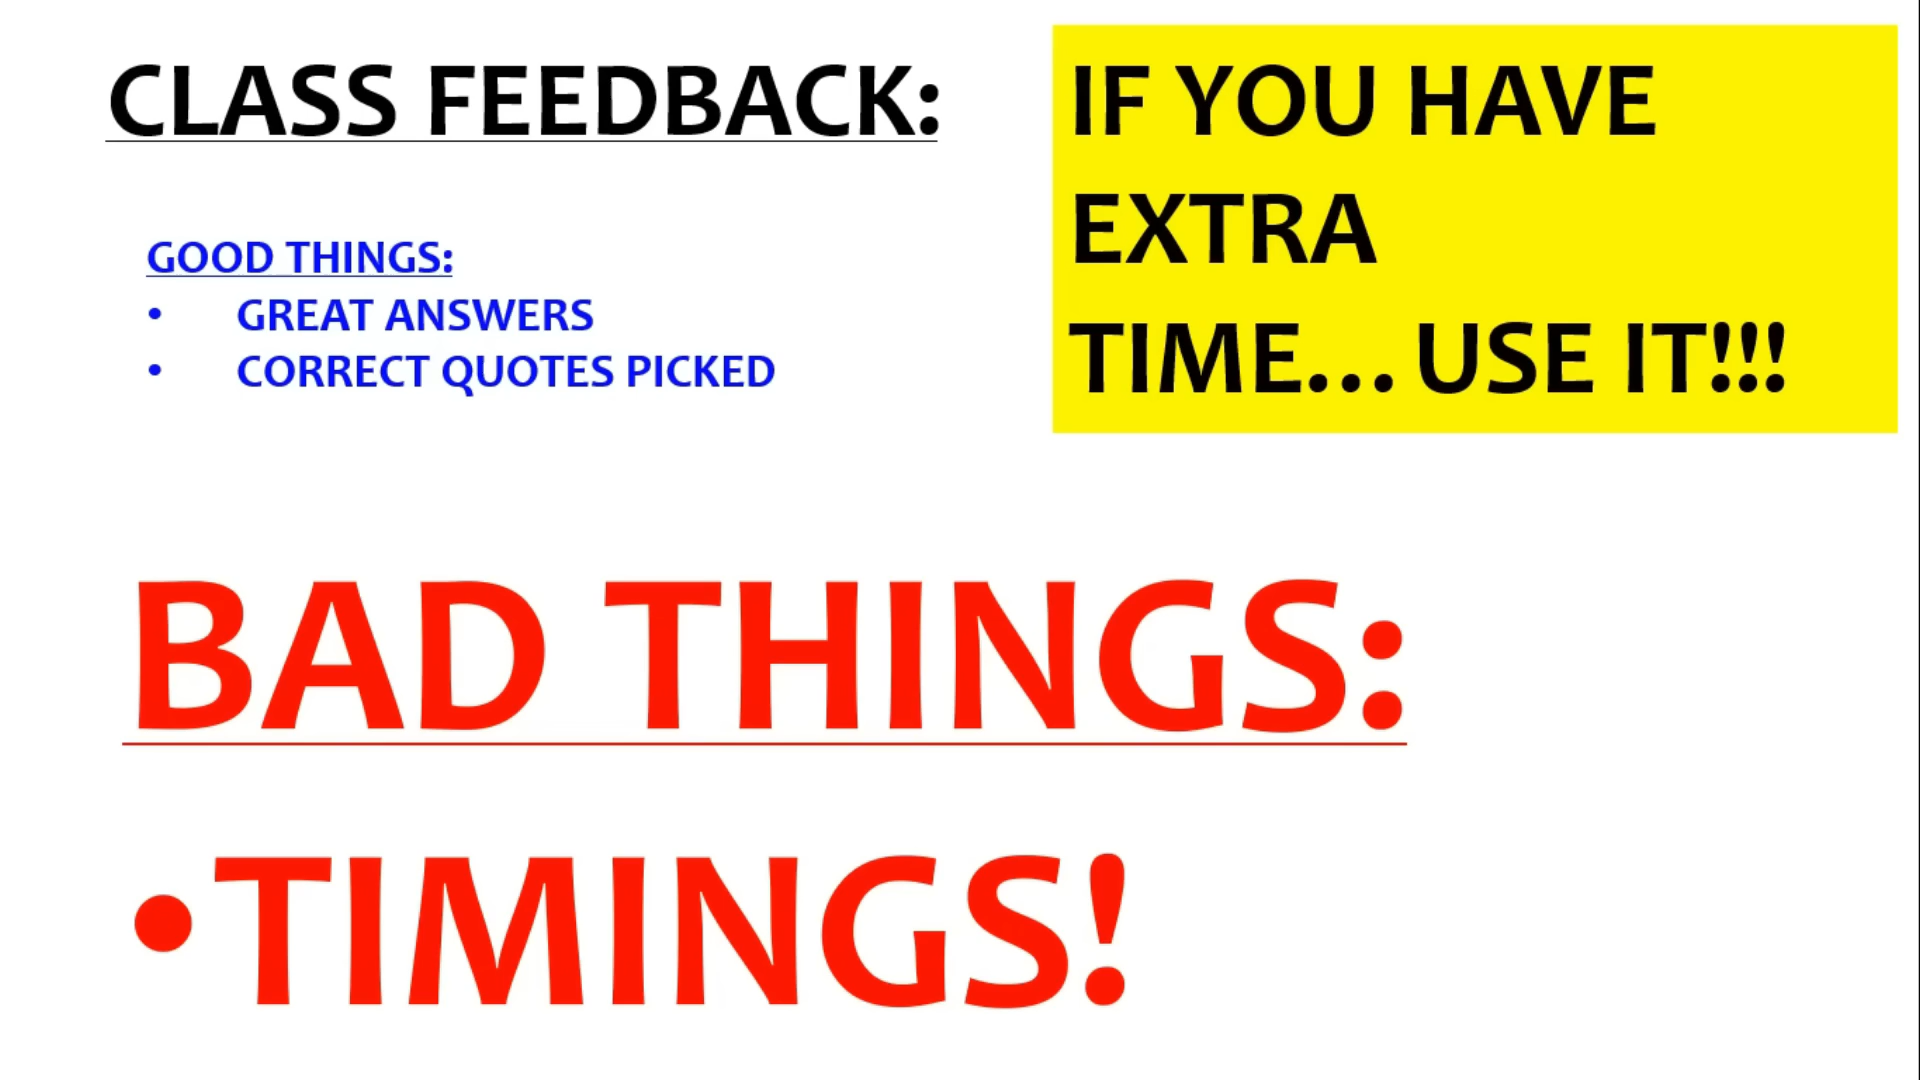 CLASS FEEDBACK:
IF YOU HAVE
EXTRA
TIME... USE IT!!!
GOOD THINGS:
• GREAT ANSWERS
• CORRECT QUOTES PICKED
BAD THINGS:
•TIMINGS!